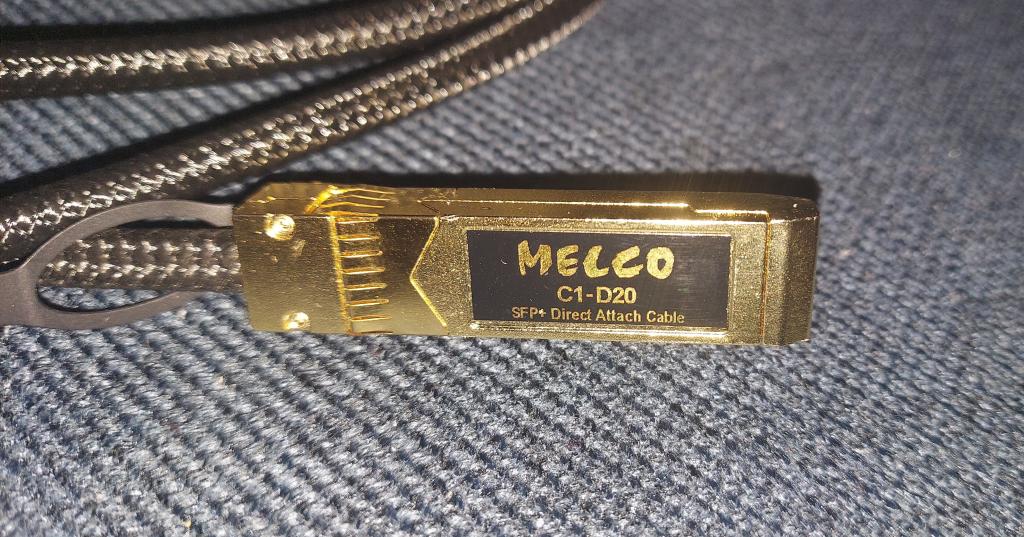 MELCO
C1-D20
SFP+ Direct Attach Cable